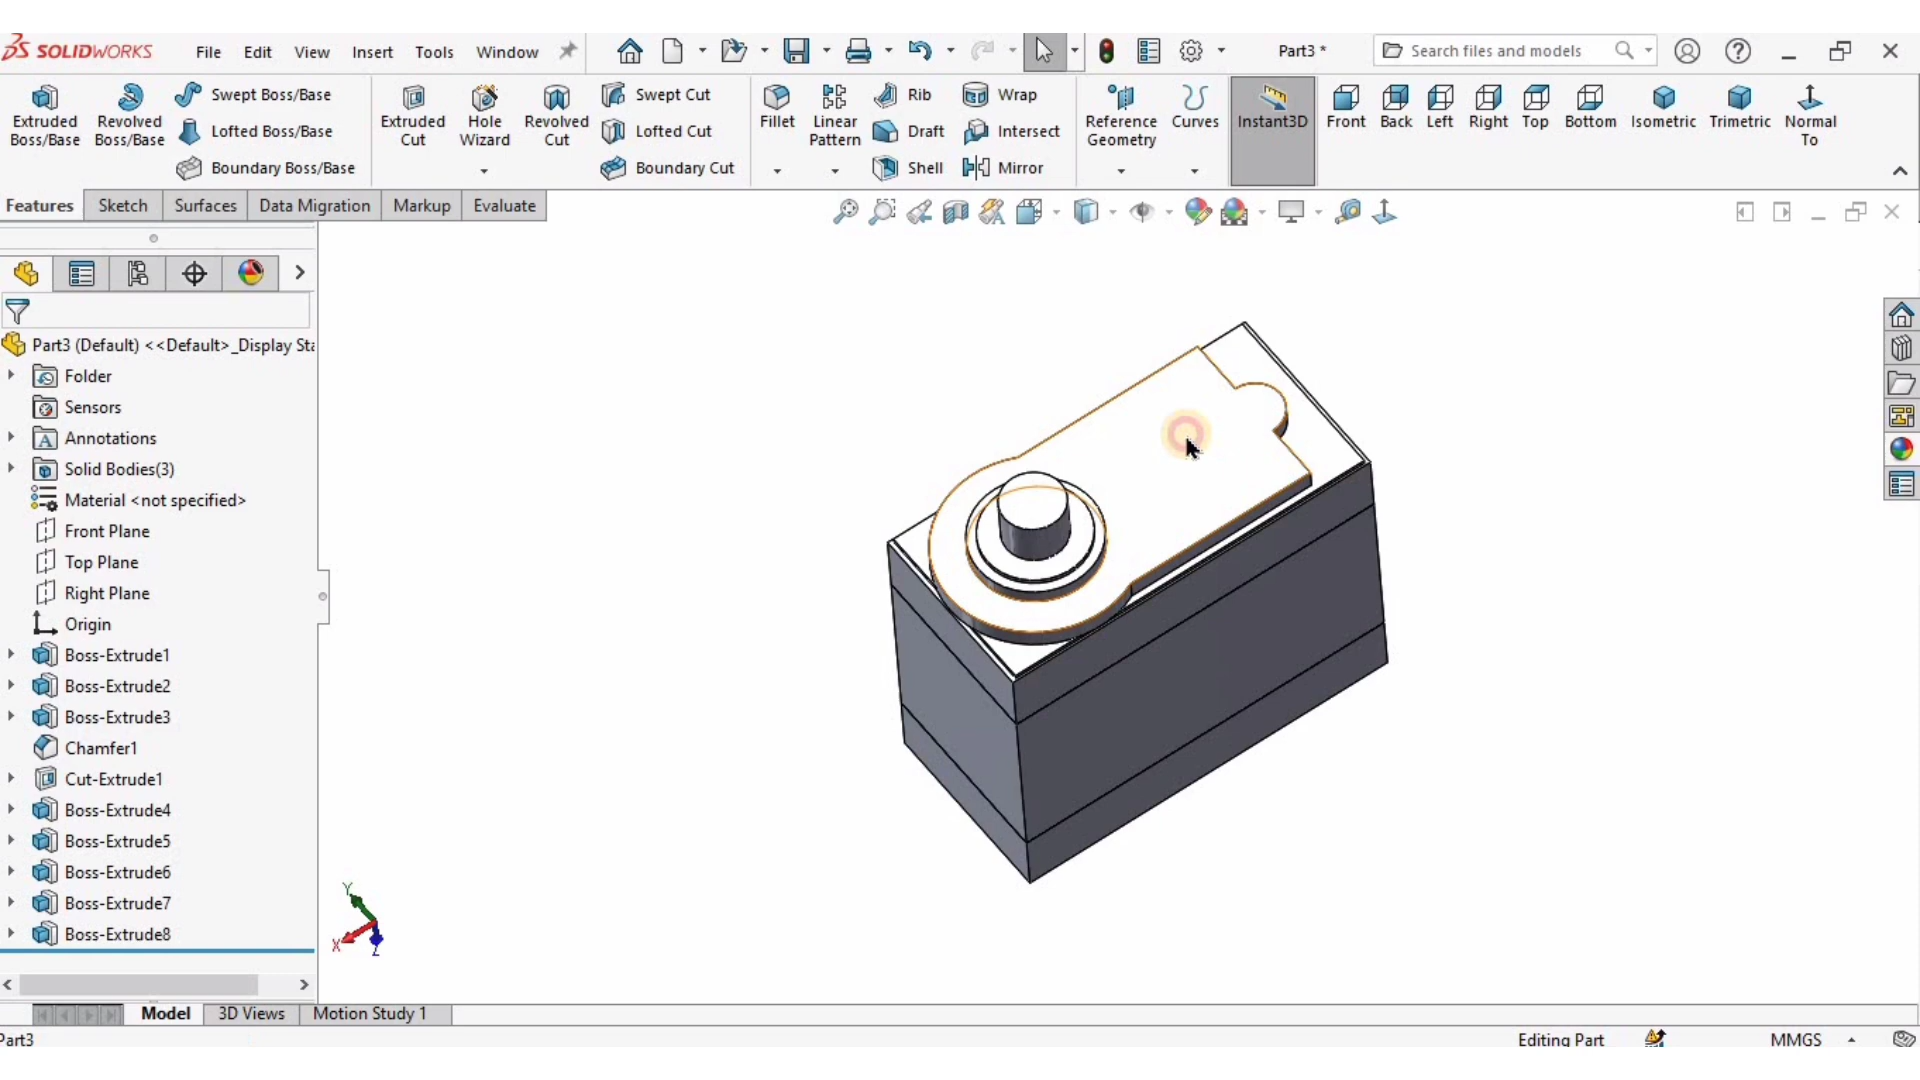 SOLIDWORKS File Edit View Insert Tools Window Part3 * Search files and models
Extruded Boss/Base
Revolved Boss/Base
Swept Boss/Base
Lofted Boss/Base
Boundary Boss/Base
Extruded Cut
Hole Wizard
Revolved Cut
Swept Cut
Lofted Cut
Boundary Cut
Fillet
Linear Pattern
Rib
Draft
Shell
Wrap
Intersect
Mirror
Reference Geometry
Curves
Instant3D
Front
Back
Left
Right
Top
Bottom
Isometric
Trimetric
Normal To
Features Sketch Surfaces Data Migration Markup Evaluate
Part3 (Default) <<Default>_Display Sta
Folder
Sensors
Annotations
Solid Bodies(3)
Material <not specified>
Front Plane
Top Plane
Right Plane
Origin
Boss-Extrude1
Boss-Extrude2
Boss-Extrude3
Chamfer1
Cut-Extrude1
Boss-Extrude4
Boss-Extrude5
Boss-Extrude6
Boss-Extrude7
Boss-Extrude8
Y
X
Z
Model 3D Views Motion Study 1
Part3 Editing Part MMGS